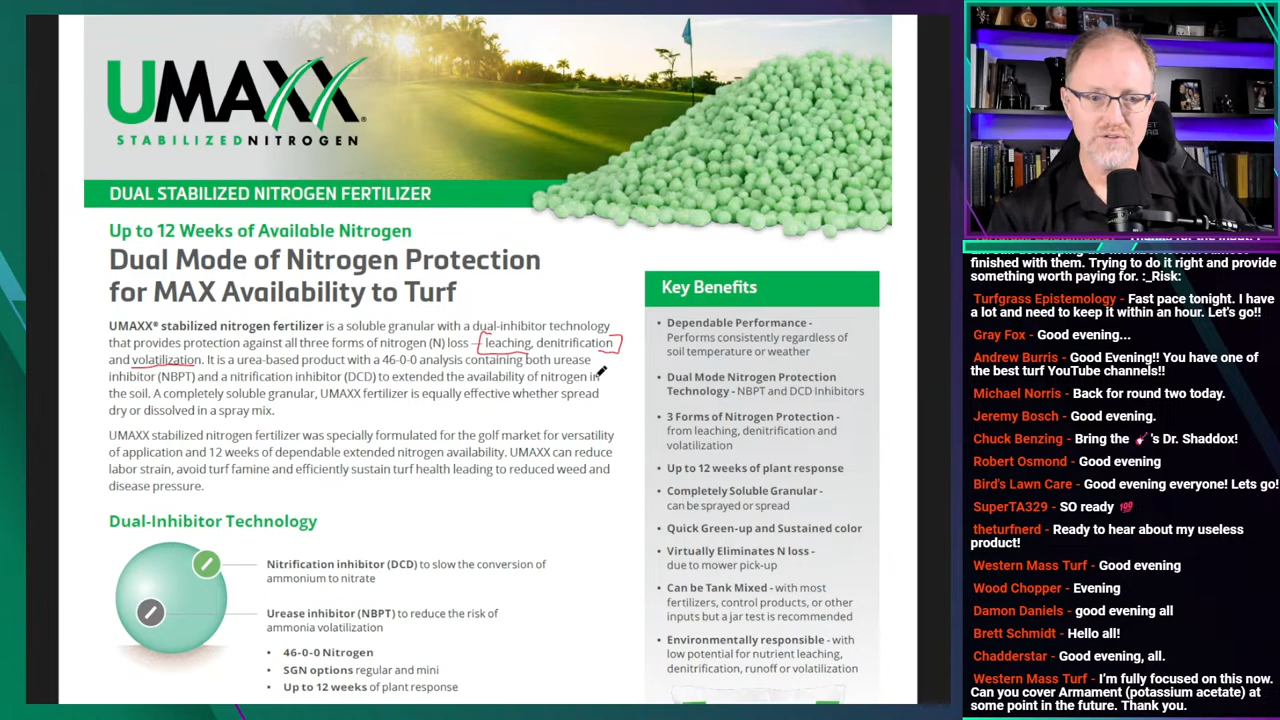 UMAXX®
STABILIZEDNITROGEN
DUAL STABILIZED NITROGEN FERTILIZER
Up to 12 Weeks of Available Nitrogen
Dual Mode of Nitrogen Protection
for MAX Availability to Turf
UMAXX® stabilized nitrogen fertilizer is a soluble granular with a dual-inhibitor technology
that provides protection against all three forms of nitrogen (N) loss — leaching, denitrification
and volatilization. It is a urea-based product with a 46-0-0 analysis containing both urease
inhibitor (NBPT) and a nitrification inhibitor (DCD) to extended the availability of nitrogen in
the soil. A completely soluble granular, UMAXX fertilizer is equally effective whether spread
dry or dissolved in a spray mix.
UMAXX stabilized nitrogen fertilizer was specially formulated for the golf market for versatility
of application and 12 weeks of dependable extended nitrogen availability. UMAXX can reduce
labor strain, avoid turf famine and efficiently sustain turf health leading to reduced weed and
disease pressure.
Dual-Inhibitor Technology
Nitrification inhibitor (DCD) to slow the conversion of
ammonium to nitrate
Urease inhibitor (NBPT) to reduce the risk of
ammonia volatilization
• 46-0-0 Nitrogen
• SGN options regular and mini
• Up to 12 weeks of plant response
Key Benefits
• Dependable Performance -
Performs consistently regardless of
soil temperature or weather
• Dual Mode Nitrogen Protection
Technology - NBPT and DCD Inhibitors
• 3 Forms of Nitrogen Protection -
from leaching, denitrification and
volatilization
• Up to 12 weeks of plant response
• Completely Soluble Granular -
can be sprayed or spread
• Quick Green-up and Sustained color
• Virtually Eliminates N loss -
due to mower pick-up
• Can be Tank Mixed - with most
fertilizers, control products, or other
inputs but a jar test is recommended
• Environmentally responsible - with
low potential for nutrient leaching,
denitrification, runoff or volatilization
finished with them. Trying to do it right and provide
something worth paying for. :_Risk:
Turfgrass Epistemology - Fast pace tonight. I have
a lot and need to keep it within an hour. Let's go!!
Gray Fox - Good evening...
Andrew Burris - Good Evening!! You have one of
the best turf YouTube channels!!
Michael Norris - Back for round two today.
Jeremy Bosch - Good evening.
Chuck Benzing - Bring the 🎸's Dr. Shaddox!
Robert Osmond - Good evening
Bird's Lawn Care - Good evening everyone! Lets go!
SuperTA329 - SO ready 💯
theturfnerd - Ready to hear about my useless
product!
Western Mass Turf - Good evening
Wood Chopper - Evening
Damon Daniels - good evening all
Brett Schmidt - Hello all!
Chadderstar - Good evening, all.
Western Mass Turf - I'm fully focused on this now.
Can you cover Armament (potassium acetate) at
some point in the future. Thank you.